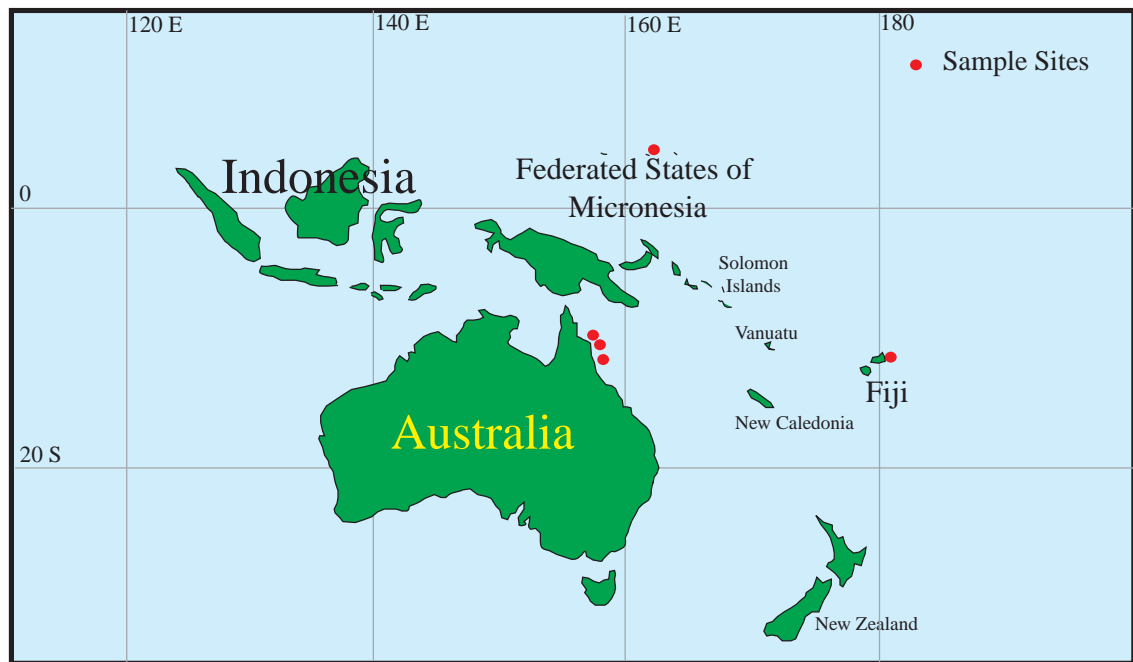 120 E
140 E
160 E
180
Sample Sites
Indonesia
Federated States of
Micronesia
0
Solomon
Islands
Vanuatu
Fiji
New Caledonia
Australia
20 S
New Zealand